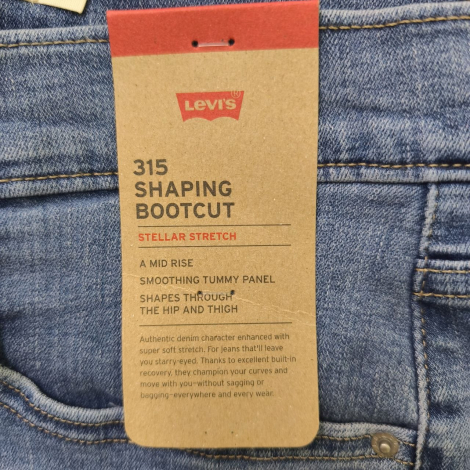 LEVI'S®
315
SHAPING
BOOTCUT
STELLAR STRETCH
A MID RISE
SMOOTHING TUMMY PANEL
SHAPES THROUGH
THE HIP AND THIGH
Authentic denim character enhanced with
super soft stretch. For jeans that'll leave
you starry-eyed. Thanks to excellent built-in
recovery, they champion your curves and
move with you—without sagging or
bagging—everywhere and every wear.